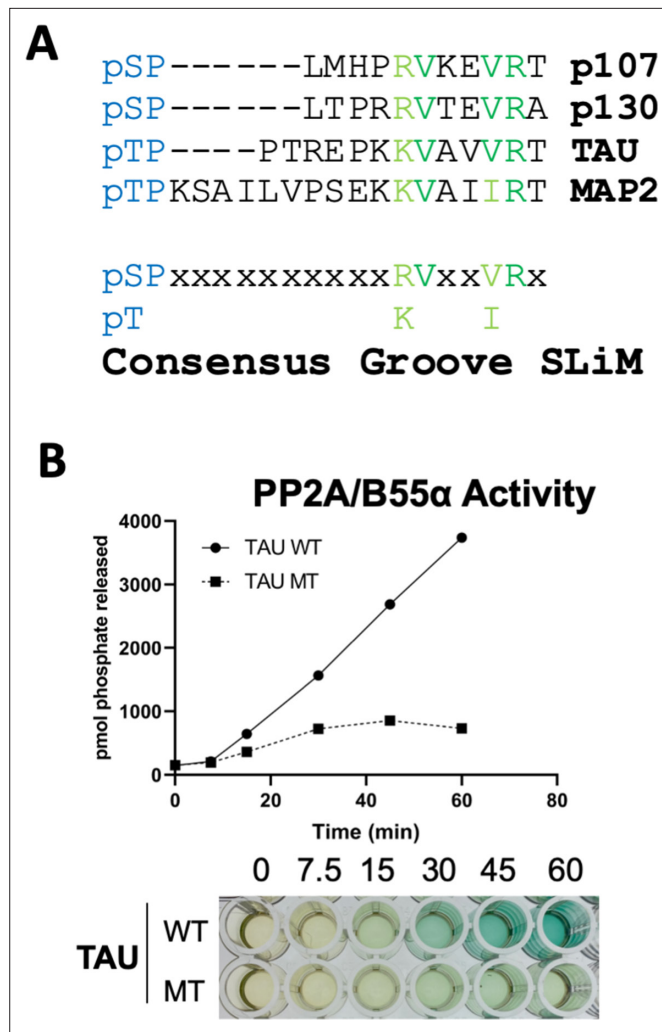 A
pSP------LMHPRVKEVRT p107
pSP------LTPRRVTEVRA p130
pTP----PTREPKKVAVVRT TAU
pTPKSAILVPSEKKVAIIRT MAP2
pSPxxxxxxxxxxRVxxVRx
pT K I
Consensus Groove SLiM
B
PP2A/B55α Activity
pmol phosphate released
4000
3000
2000
1000
0
TAU WT
TAU MT
0 20 40 60 80
Time (min)
0 7.5 15 30 45 60
TAU
WT
MT